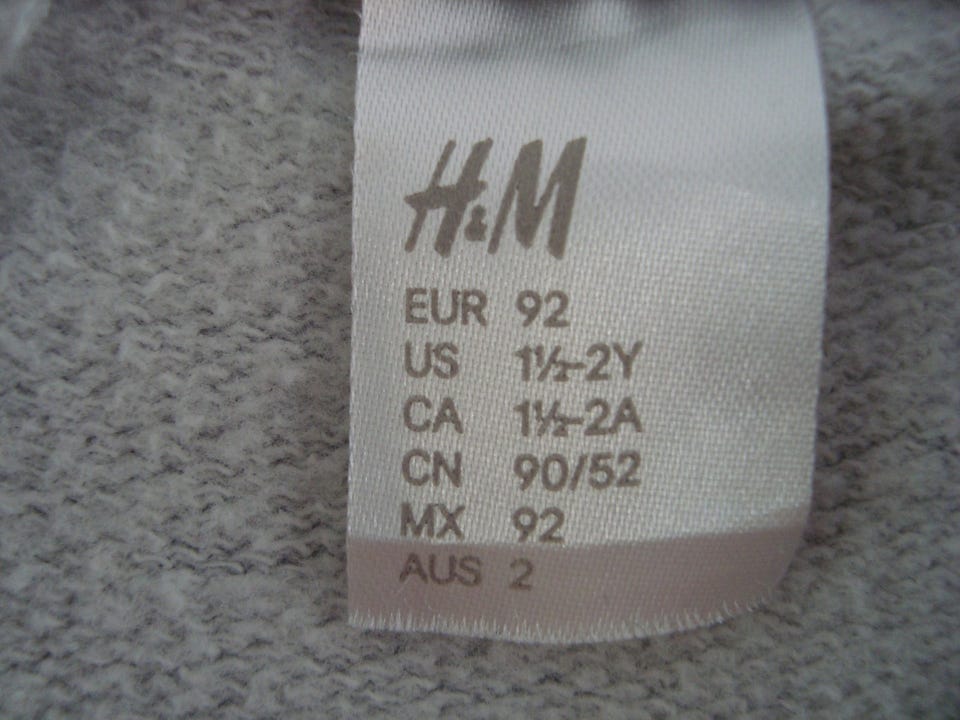 H&M
EUR 92
US 1½-2Y
CA 1½-2A
CN 90/52
MX 92
AUS 2